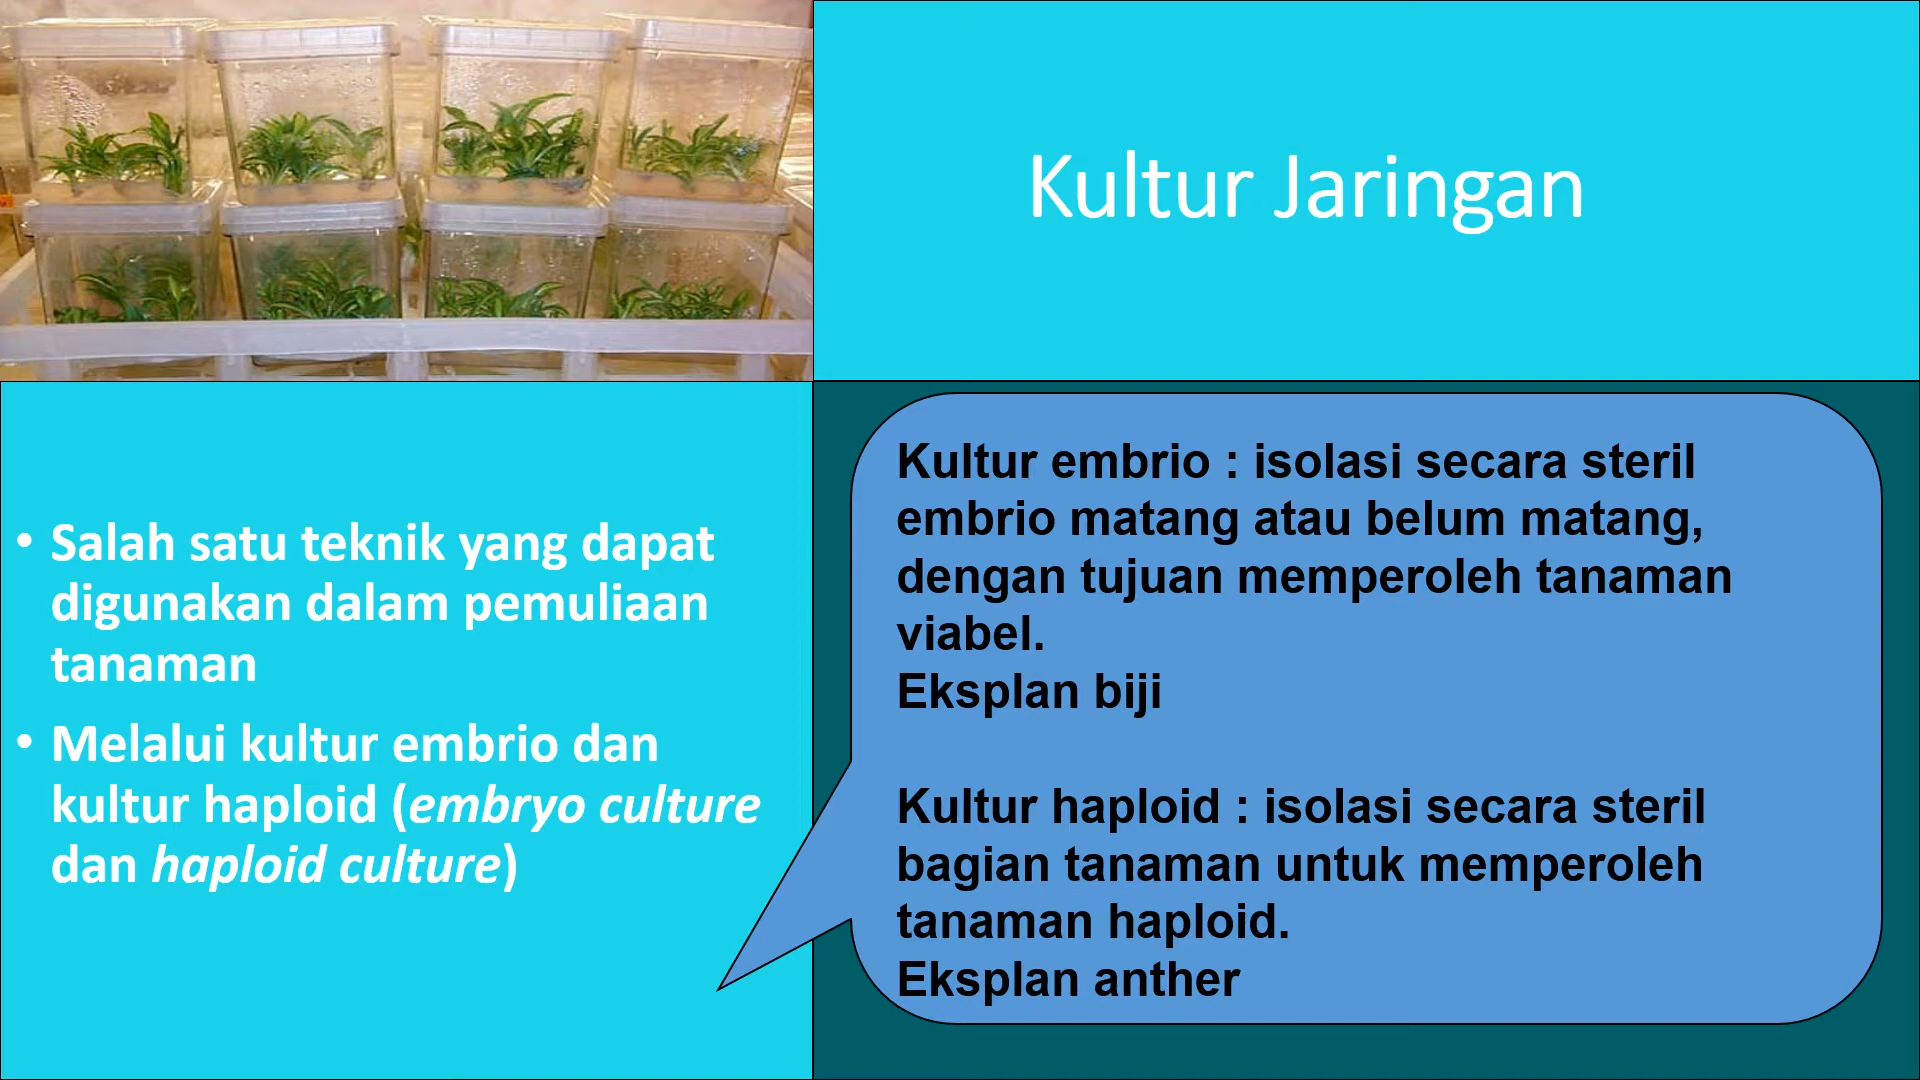 Kultur Jaringan
• Salah satu teknik yang dapat
digunakan dalam pemuliaan
tanaman
• Melalui kultur embrio dan
kultur haploid (embryo culture
dan haploid culture)
Kultur embrio : isolasi secara steril
embrio matang atau belum matang,
dengan tujuan memperoleh tanaman
viabel.
Eksplan biji
Kultur haploid : isolasi secara steril
bagian tanaman untuk memperoleh
tanaman haploid.
Eksplan anther